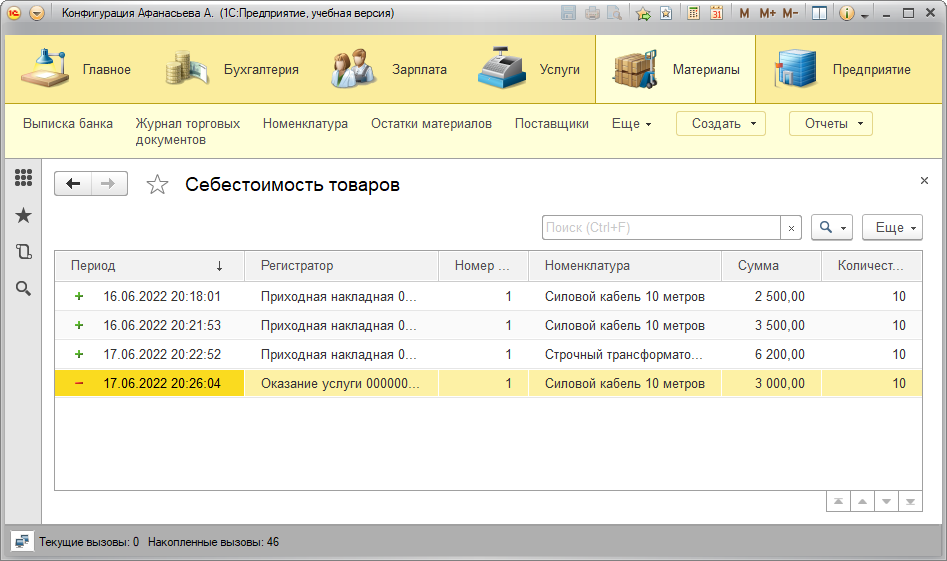 Конфигурация Афанасьева А. (1С:Предприятие, учебная версия)
M M+ M-
31
Главное
Бухгалтерия
Зарплата
Услуги
Материалы
Предприятие
Выписка банка
Журнал торговых
документов
Номенклатура
Остатки материалов
Поставщики
Еще
Создать
Отчеты
Себестоимость товаров
Поиск (Ctrl+F)
Еще
Период ↓ Регистратор Номер ... Номенклатура Сумма Количест...
+ 16.06.2022 20:18:01 Приходная накладная 0... 1 Силовой кабель 10 метров 2 500,00 10
+ 16.06.2022 20:21:53 Приходная накладная 0... 1 Силовой кабель 10 метров 3 500,00 10
+ 17.06.2022 20:22:52 Приходная накладная 0... 1 Строчный трансформато... 6 200,00 10
− 17.06.2022 20:26:04 Оказание услуги 000000... 1 Силовой кабель 10 метров 3 000,00 10
Текущие вызовы: 0 Накопленные вызовы: 46